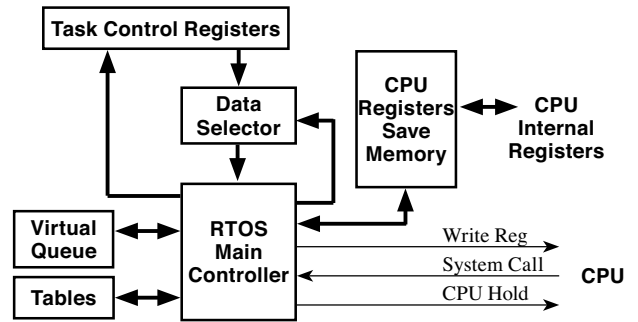 Task Control Registers
Data
Selector
CPU
Registers
Save
Memory
CPU
Internal
Registers
Virtual
Queue
RTOS
Main
Controller
Tables
Write Reg
System Call
CPU Hold
CPU